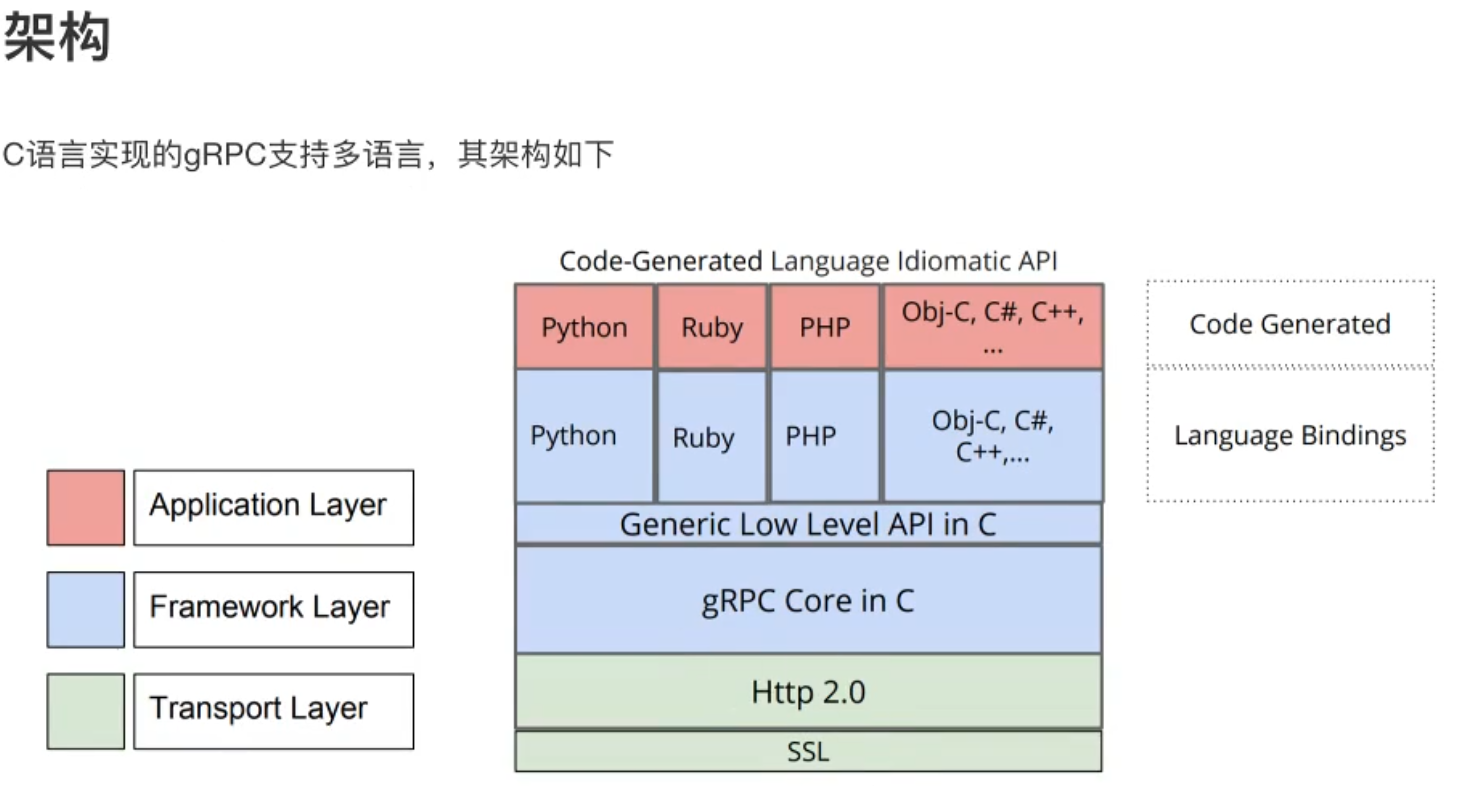 架构
C语言实现的gRPC支持多语言，其架构如下
Code-Generated Language Idiomatic API
Python
Ruby
PHP
Obj-C, C#, C++,
...
Code Generated
Python
Ruby
PHP
Obj-C, C#,
C++,...
Language Bindings
Generic Low Level API in C
gRPC Core in C
Http 2.0
SSL
Application Layer
Framework Layer
Transport Layer